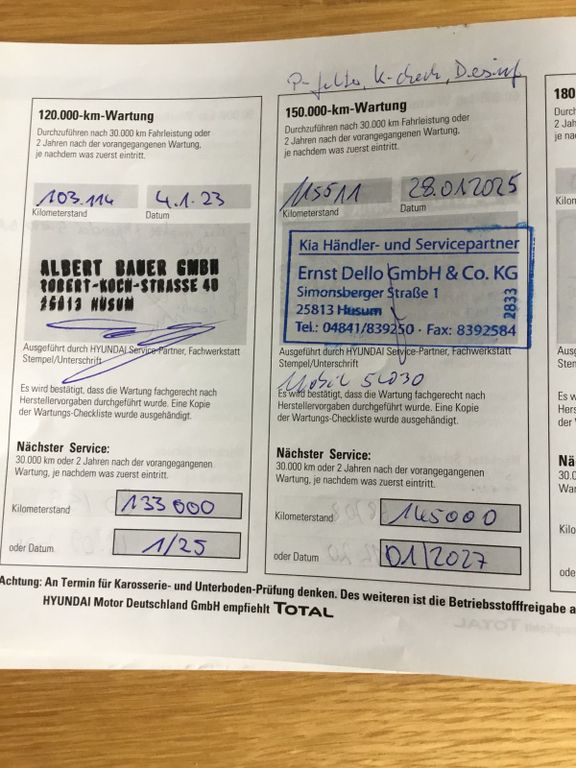 P-filter, K-check, Desinf
120.000-km-Wartung
Durchzuführen nach 30.000 km Fahrleistung oder
2 Jahren nach der vorangegangenen Wartung,
je nachdem was zuerst eintritt.
103.114 4.1.23
Kilometerstand Datum
ALBERT BAUER GMBH
ROBERT-KOCH-STRASSE 40
25813 HUSUM
Ausgeführt durch HYUNDAI Service-Partner, Fachwerkstatt
Stempel/Unterschrift
Es wird bestätigt, dass die Wartung fachgerecht nach
Herstellervorgaben durchgeführt wurde. Eine Kopie
der Wartungs-Checkliste wurde ausgehändigt.
Nächster Service:
30.000 km oder 2 Jahren nach der vorangegangenen
Wartung, je nachdem was zuerst eintritt.
Kilometerstand 133 000
oder Datum 1/25
150.000-km-Wartung
Durchzuführen nach 30.000 km Fahrleistung oder
2 Jahren nach der vorangegangenen Wartung,
je nachdem was zuerst eintritt.
115511 28.01.2025
Kilometerstand Datum
Kia Händler- und Servicepartner
Ernst Dello GmbH & Co. KG
Simonsberger Straße 1
25813 Husum
Tel.: 04841/839250 · Fax: 8392584
2833
Ausgeführt durch HYUNDAI Service-Partner, Fachwerkstatt
Stempel/Unterschrift
Mobil 5W30
Es wird bestätigt, dass die Wartung fachgerecht nach
Herstellervorgaben durchgeführt wurde. Eine Kopie
der Wartungs-Checkliste wurde ausgehändigt.
Nächster Service:
30.000 km oder 2 Jahren nach der vorangegangenen
Wartung, je nachdem was zuerst eintritt.
Kilometerstand 145000
oder Datum 01/2027
180
Achtung: An Termin für Karosserie- und Unterboden-Prüfung denken. Des weiteren ist die Betriebsstofffreigabe
HYUNDAI Motor Deutschland GmbH empfiehlt TOTAL